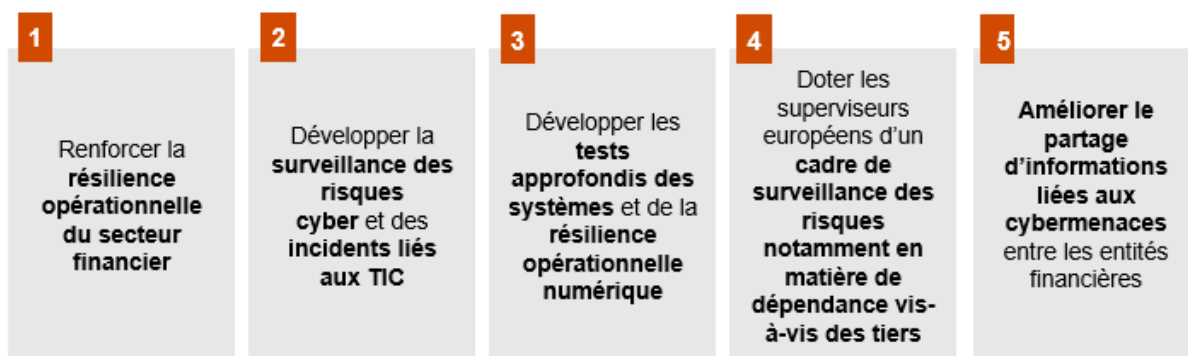 1
Renforcer la
résilience
opérationnelle
du secteur
financier
2
Développer la
surveillance des
risques
cyber et des
incidents liés
aux TIC
3
Développer les
tests
approfondis des
systèmes et de la
résilience
opérationnelle
numérique
4
Doter les
superviseurs
européens d'un
cadre de
surveillance des
risques
notamment en
matière de
dépendance vis-
à-vis des tiers
5
Améliorer le
partage
d'informations
liées aux
cybermenaces
entre les entités
financières